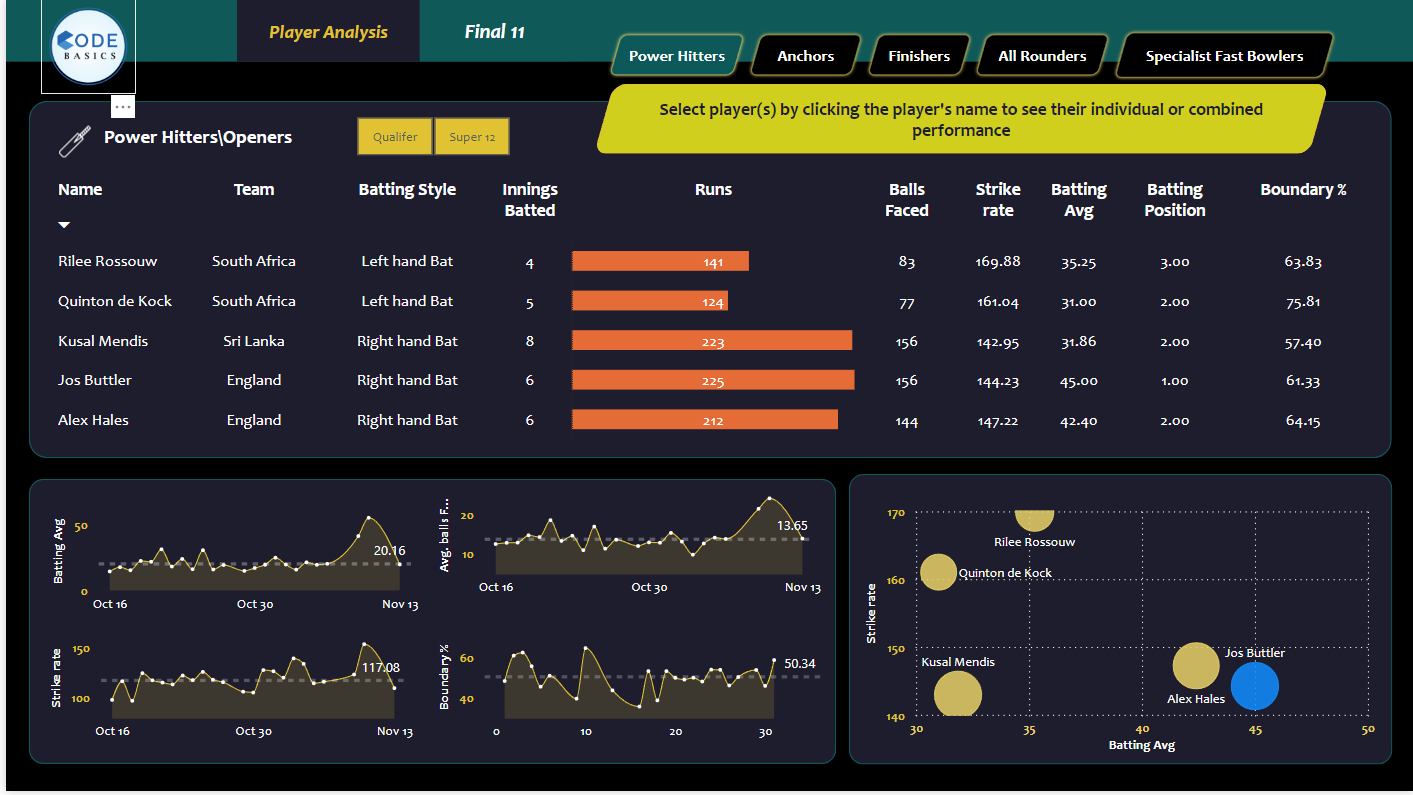 CODE
BASICS
Player Analysis
Final 11
Power Hitters
Anchors
Finishers
All Rounders
Specialist Fast Bowlers
...
Select player(s) by clicking the player's name to see their individual or combined
performance
Power Hitters\Openers
Qualifer
Super 12
Name Team Batting Style Innings Runs Balls Strike Batting Batting Boundary %
Batted Faced rate Avg Position
Rilee Rossouw South Africa Left hand Bat 4 141 83 169.88 35.25 3.00 63.83
Quinton de Kock South Africa Left hand Bat 5 124 77 161.04 31.00 2.00 75.81
Kusal Mendis Sri Lanka Right hand Bat 8 223 156 142.95 31.86 2.00 57.40
Jos Buttler England Right hand Bat 6 225 156 144.23 45.00 1.00 61.33
Alex Hales England Right hand Bat 6 212 144 147.22 42.40 2.00 64.15
Batting Avg
50
0
20.16
Oct 16 Oct 30 Nov 13
Avg. balls F...
20
10
13.65
Oct 16 Oct 30 Nov 13
Strike rate
150
100
117.08
Oct 16 Oct 30 Nov 13
Boundary %
60
40
50.34
0 10 20 30
Strike rate
170
160
150
140
Rilee Rossouw
Quinton de Kock
Kusal Mendis
Jos Buttler
Alex Hales
30 35 40 45 50
Batting Avg